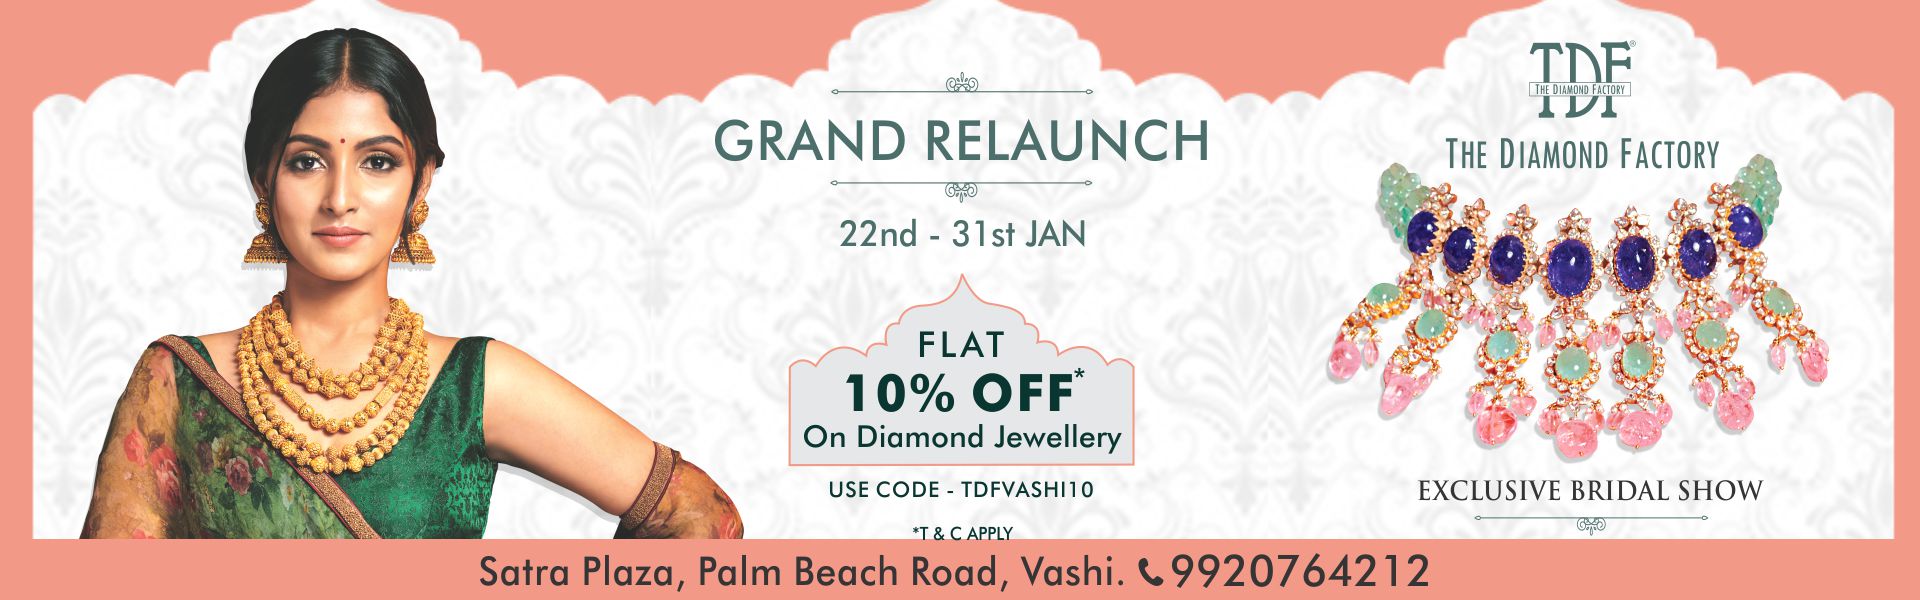 GRAND RELAUNCH
22nd - 31st JAN
FLAT
10% OFF*
On Diamond Jewellery
USE CODE - TDFVASHI10
*T & C APPLY
TDF®
THE DIAMOND FACTORY
THE DIAMOND FACTORY
EXCLUSIVE BRIDAL SHOW
Satra Plaza, Palm Beach Road, Vashi. 9920764212